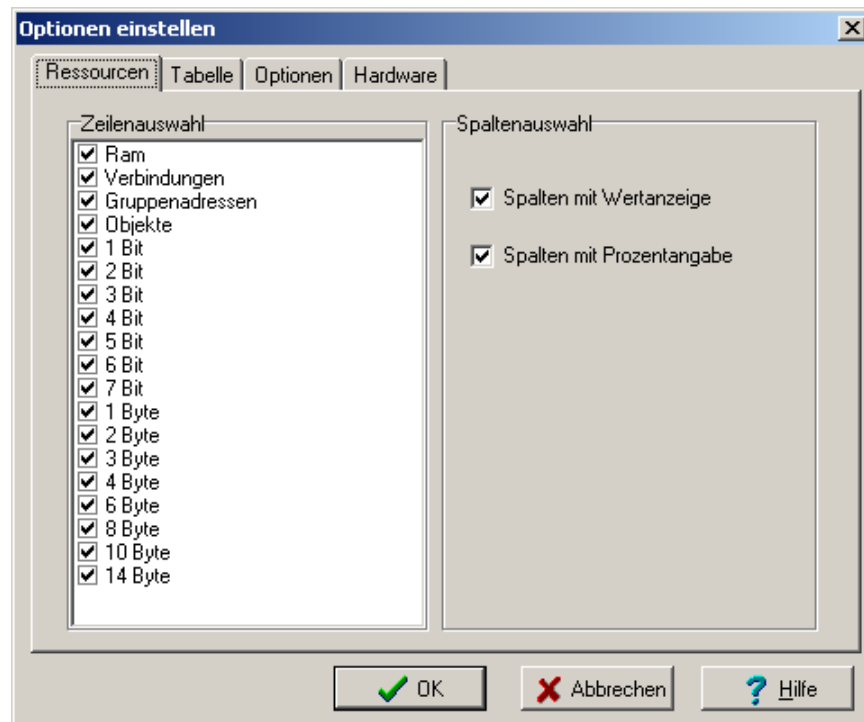 Optionen einstellen
Ressourcen Tabelle Optionen Hardware
Zeilenauswahl
Ram
Verbindungen
Gruppenadressen
Objekte
1 Bit
2 Bit
3 Bit
4 Bit
5 Bit
6 Bit
7 Bit
1 Byte
2 Byte
3 Byte
4 Byte
6 Byte
8 Byte
10 Byte
14 Byte
Spaltenauswahl
Spalten mit Wertanzeige
Spalten mit Prozentangabe
OK Abbrechen Hilfe